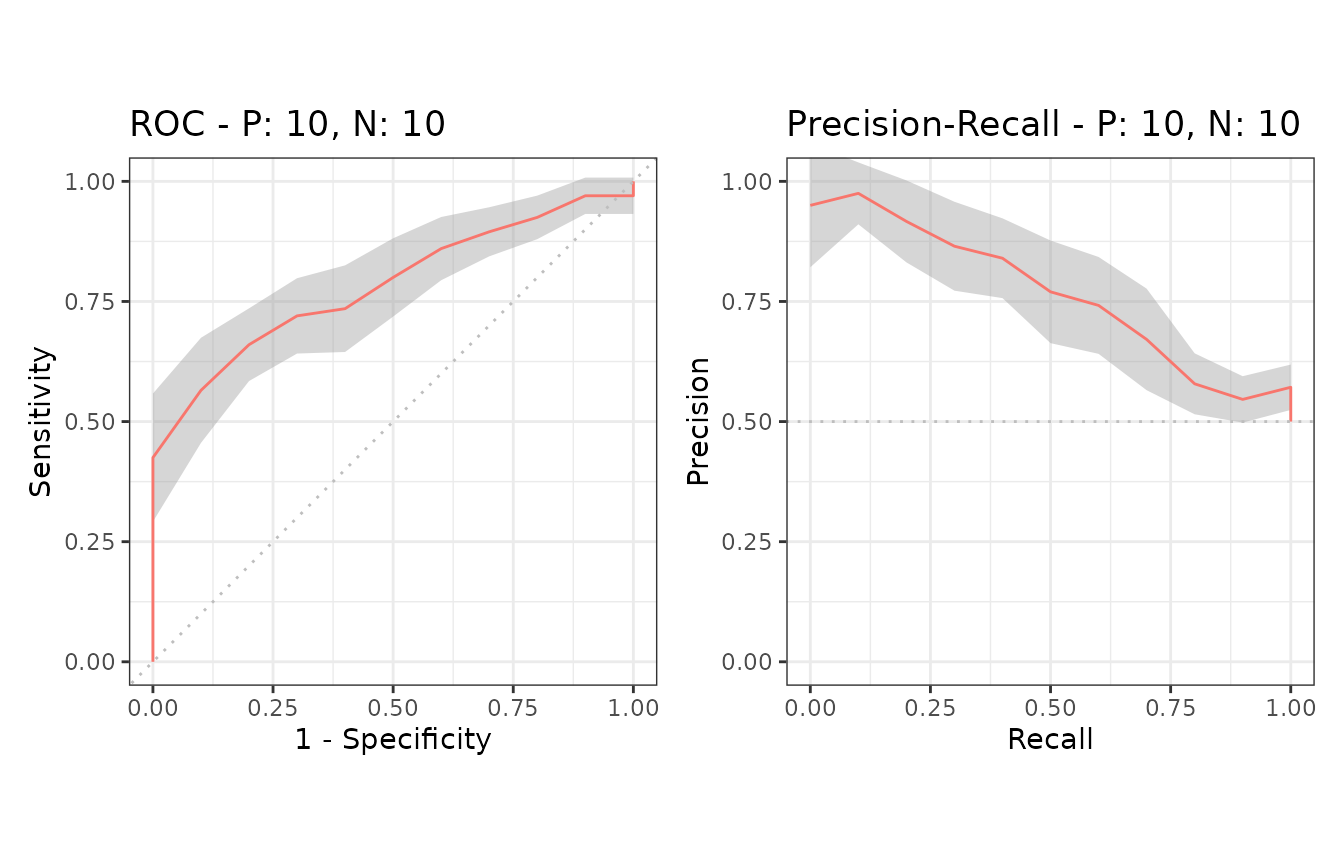 ROC - P: 10, N: 10
Sensitivity
1.00
0.75
0.50
0.25
0.00
0.00 0.25 0.50 0.75 1.00
1 - Specificity
Precision-Recall - P: 10, N: 10
Precision
1.00
0.75
0.50
0.25
0.00
0.00 0.25 0.50 0.75 1.00
Recall